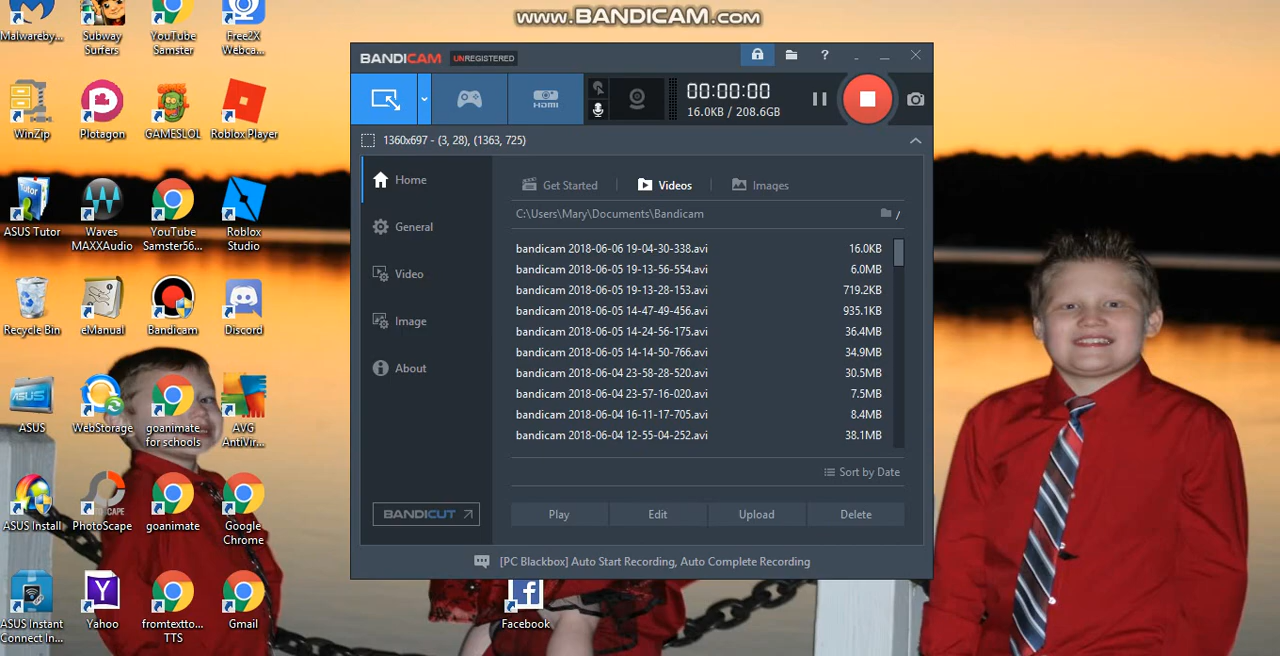 www.BANDICAM.com
Malwareby...
Subway
Surfers
YouTube
Samster
Free2X
Webca...
WinZip
Plotagon
GAMESLOL
Roblox Player
ASUS Tutor
Waves
MAXXAudio
YouTube
Samster56...
Roblox
Studio
Recycle Bin
eManual
Bandicam
Discord
ASUS
WebStorage
goanimate
for schools
AVG
AntiVir...
ASUS Install
PhotoScape
goanimate
Google
Chrome
ASUS Instant
Connect In...
Yahoo
fromtextto...
TTS
Gmail
Facebook
BANDICAM UNREGISTERED
?
HDMI
00:00:00
16.0KB / 208.6GB
1360x697 - (3, 28), (1363, 725)
Home
General
Video
Image
About
BANDICUT
Get Started
Videos
Images
C:\Users\Mary\Documents\Bandicam
bandicam 2018-06-06 19-04-30-338.avi 16.0KB
bandicam 2018-06-05 19-13-56-554.avi 6.0MB
bandicam 2018-06-05 19-13-28-153.avi 719.2KB
bandicam 2018-06-05 14-47-49-456.avi 935.1KB
bandicam 2018-06-05 14-24-56-175.avi 36.4MB
bandicam 2018-06-05 14-14-50-766.avi 34.9MB
bandicam 2018-06-04 23-58-28-520.avi 30.5MB
bandicam 2018-06-04 23-57-16-020.avi 7.5MB
bandicam 2018-06-04 16-11-17-705.avi 8.4MB
bandicam 2018-06-04 12-55-04-252.avi 38.1MB
Sort by Date
Play
Edit
Upload
Delete
[PC Blackbox] Auto Start Recording, Auto Complete Recording